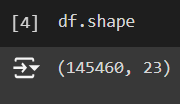 [4] df.shape
(145460, 23)